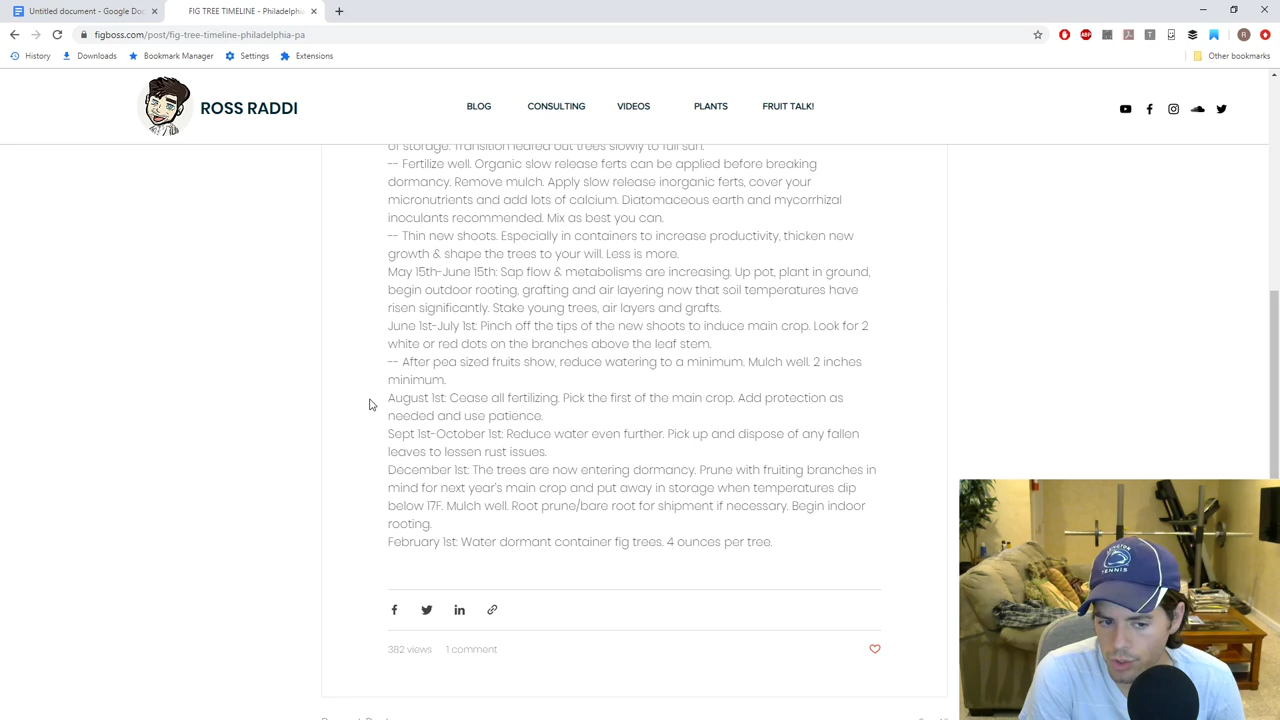 Untitled document - Google Doc
FIG TREE TIMELINE - Philadelphi
figboss.com/post/fig-tree-timeline-philadelphia-pa
History
Downloads
Bookmark Manager
Settings
Extensions
Other bookmarks
ROSS RADDI
BLOG
CONSULTING
VIDEOS
PLANTS
FRUIT TALK!
of storage. Transition leafed out trees slowly to full sun.
-- Fertilize well. Organic slow release ferts can be applied before breaking
dormancy. Remove mulch. Apply slow release inorganic ferts, cover your
micronutrients and add lots of calcium. Diatomaceous earth and mycorrhizal
inoculants recommended. Mix as best you can.
-- Thin new shoots. Especially in containers to increase productivity, thicken new
growth & shape the trees to your will. Less is more.
May 15th-June 15th: Sap flow & metabolisms are increasing. Up pot, plant in ground,
begin outdoor rooting, grafting and air layering now that soil temperatures have
risen significantly. Stake young trees, air layers and grafts.
June 1st-July 1st: Pinch off the tips of the new shoots to induce main crop. Look for 2
white or red dots on the branches above the leaf stem.
-- After pea sized fruits show, reduce watering to a minimum. Mulch well. 2 inches
minimum.
August 1st: Cease all fertilizing. Pick the first of the main crop. Add protection as
needed and use patience.
Sept 1st-October 1st: Reduce water even further. Pick up and dispose of any fallen
leaves to lessen rust issues.
December 1st: The trees are now entering dormancy. Prune with fruiting branches in
mind for next year's main crop and put away in storage when temperatures dip
below 17F. Mulch well. Root prune/bare root for shipment if necessary. Begin indoor
rooting.
February 1st: Water dormant container fig trees. 4 ounces per tree.
382 views
1 comment
TENNIS